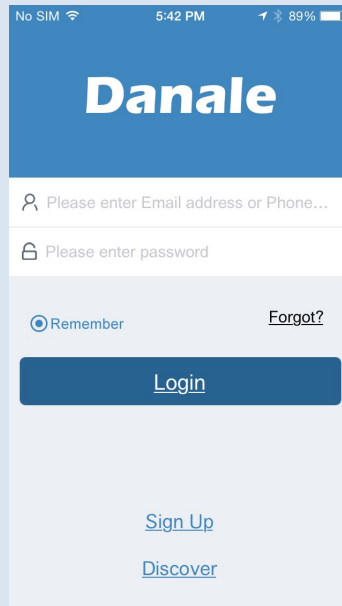 No SIM 5:42 PM 89%
Danale
Please enter Email address or Phone...
Please enter password
Remember Forgot?
Login
Sign Up
Discover